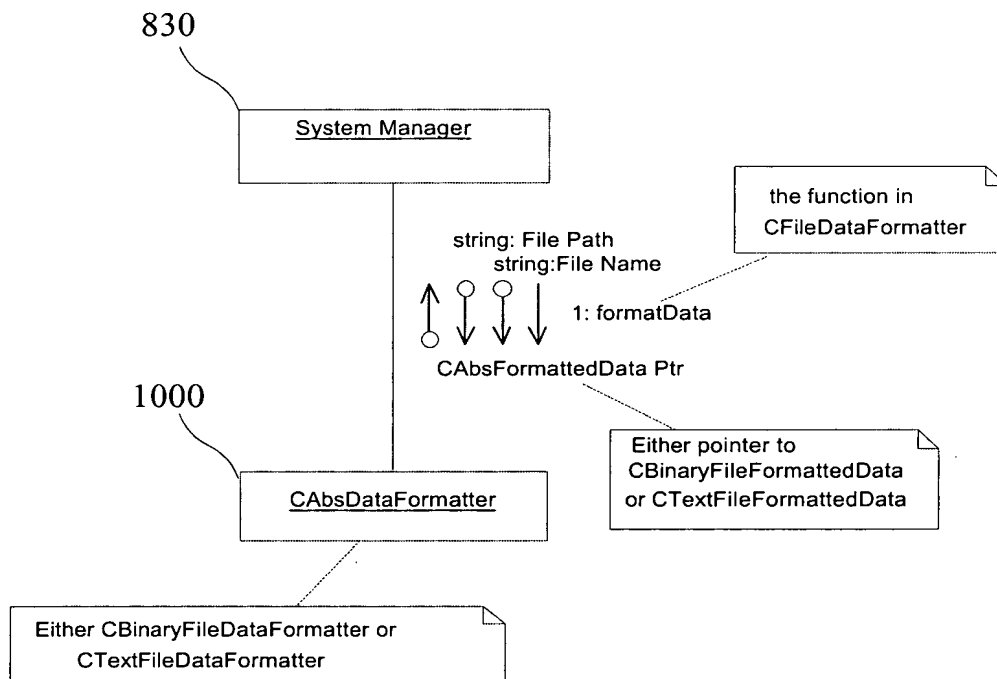 830
System Manager
the function in
CFileDataFormatter
string: File Path
string:File Name
1: formatData
CAbsFormattedData Ptr
1000
CAbsDataFormatter
Either pointer to
CBinaryFileFormattedData
or CTextFileFormattedData
Either CBinaryFileDataFormatter or
CTextFileDataFormatter